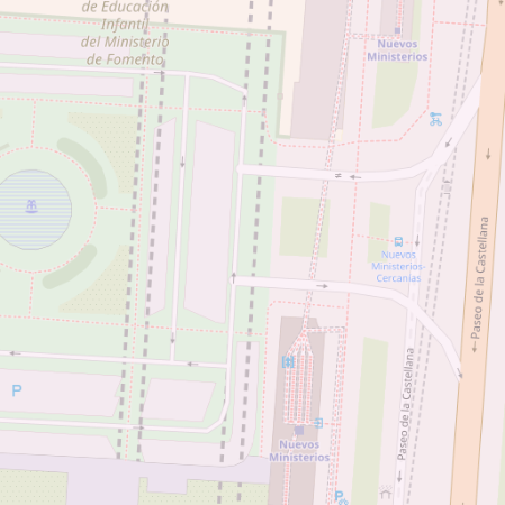 de Educación
Infantil
del Ministerio
de Fomento
Nuevos
Ministerios
Nuevos
Ministerios-
Cercanías
Paseo de la Castellana
Paseo de la Castellana
P
Nuevos
Ministerios
P